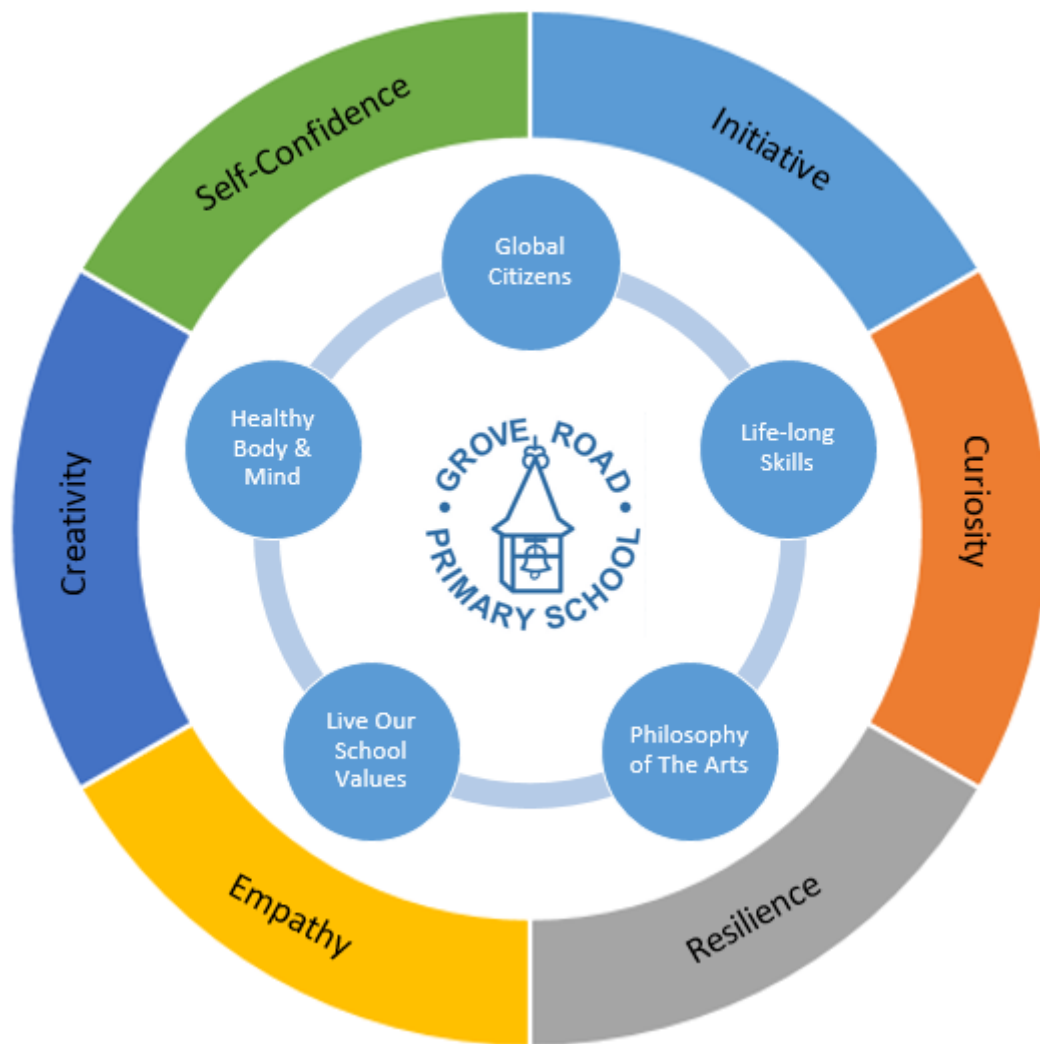 Self-Confidence
Initiative
Curiosity
Resilience
Empathy
Creativity
Global
Citizens
Life-long
Skills
Philosophy
of The Arts
Live Our
School
Values
Healthy
Body &
Mind
• GROVE ROAD •
PRIMARY SCHOOL